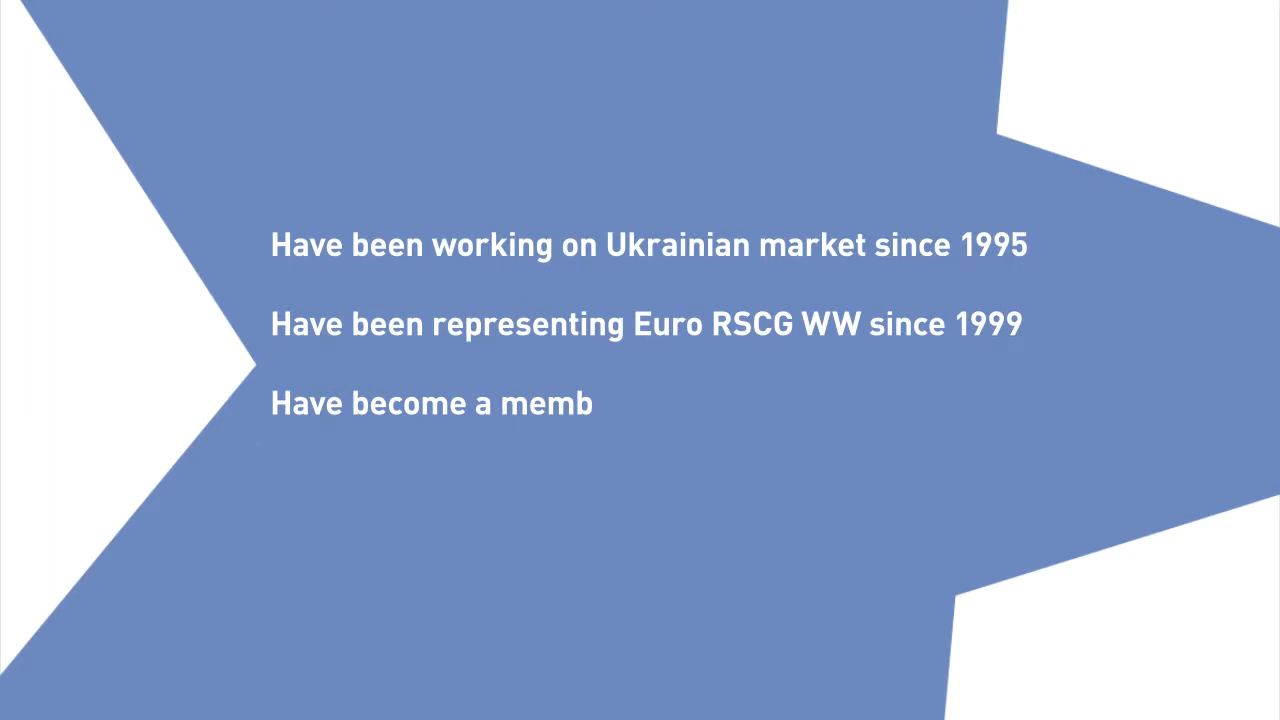 Have been working on Ukrainian market since 1995
Have been representing Euro RSCG WW since 1999
Have become a memb